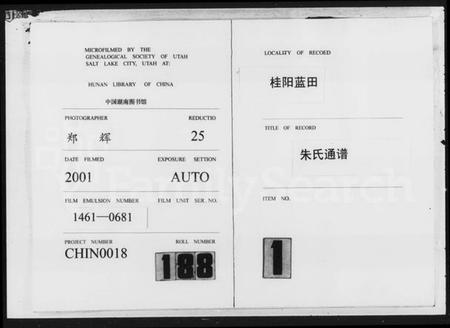 MICROFILMED BY THE
GENEALOGICAL SOCIETY OF UTAH
SALT LAKE CITY, UTAH AT:
HUNAN LIBRARY OF CHINA
中国湖南图书馆
PHOTOGRAPHER
REDUCTIO
郑 辉
25
DATE FILMED
EXPOSURE SETTION
2001
AUTO
FILM EMULSION NUMBER
FILM UNIT SER. NO.
1461—0681
PROJECT NUMBER
ROLL NUMBER
CHIN0018
188
LOCALITY OF RECOED
桂阳蓝田
TITLE OF RECORD
朱氏通谱
ITEM NO.
1
FamilySearch